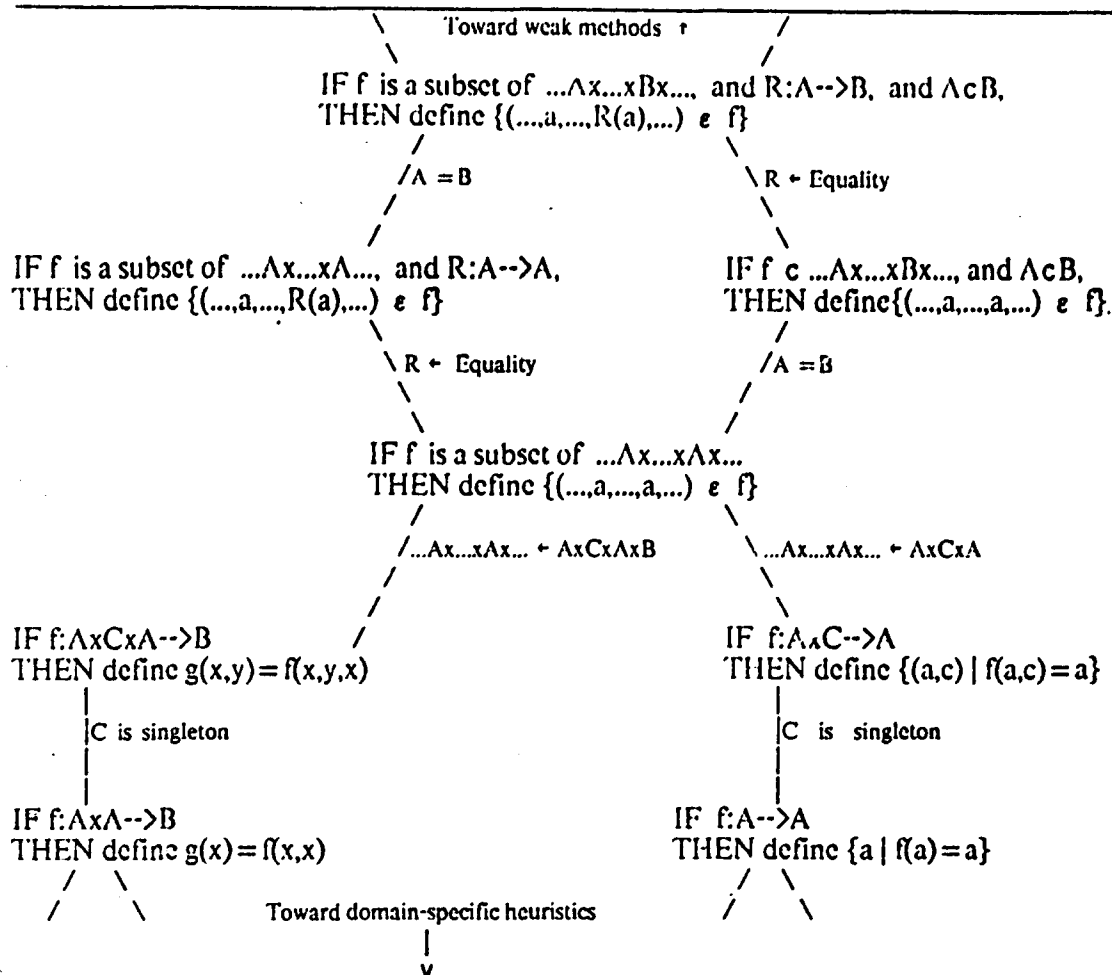 Toward weak methods ↑
IF f is a subset of ...Ax...xBx..., and R:A-->B, and AcB,
THEN define {(...,a,...,R(a),...) ε f}
A = B
R ← Equality
IF f is a subset of ...Ax...xA..., and R:A-->A,
THEN define {(...,a,...,R(a),...) ε f}
IF f c ...Ax...xBx..., and AcB,
THEN define{(...,a,...,a,...) ε f}.
R ← Equality
A = B
IF f is a subset of ...Ax...xAx...
THEN define {(...,a,...,a,...) ε f}
...Ax...xAx... ← AxCxAxB
...Ax...xAx... ← AxCxA
IF f:AxCxA-->B
THEN define g(x,y)=f(x,y,x)
IF f:AxC-->A
THEN define {(a,c) | f(a,c)=a}
C is singleton
C is singleton
IF f:AxA-->B
THEN define g(x)=f(x,x)
IF f:A-->A
THEN define {a | f(a)=a}
Toward domain-specific heuristics